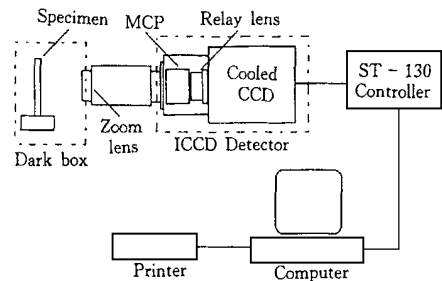 Specimen
MCP
Relay lens
Cooled
CCD
ST - 130
Controller
Zoom
lens
ICCD Detector
Dark box
Printer
Computer